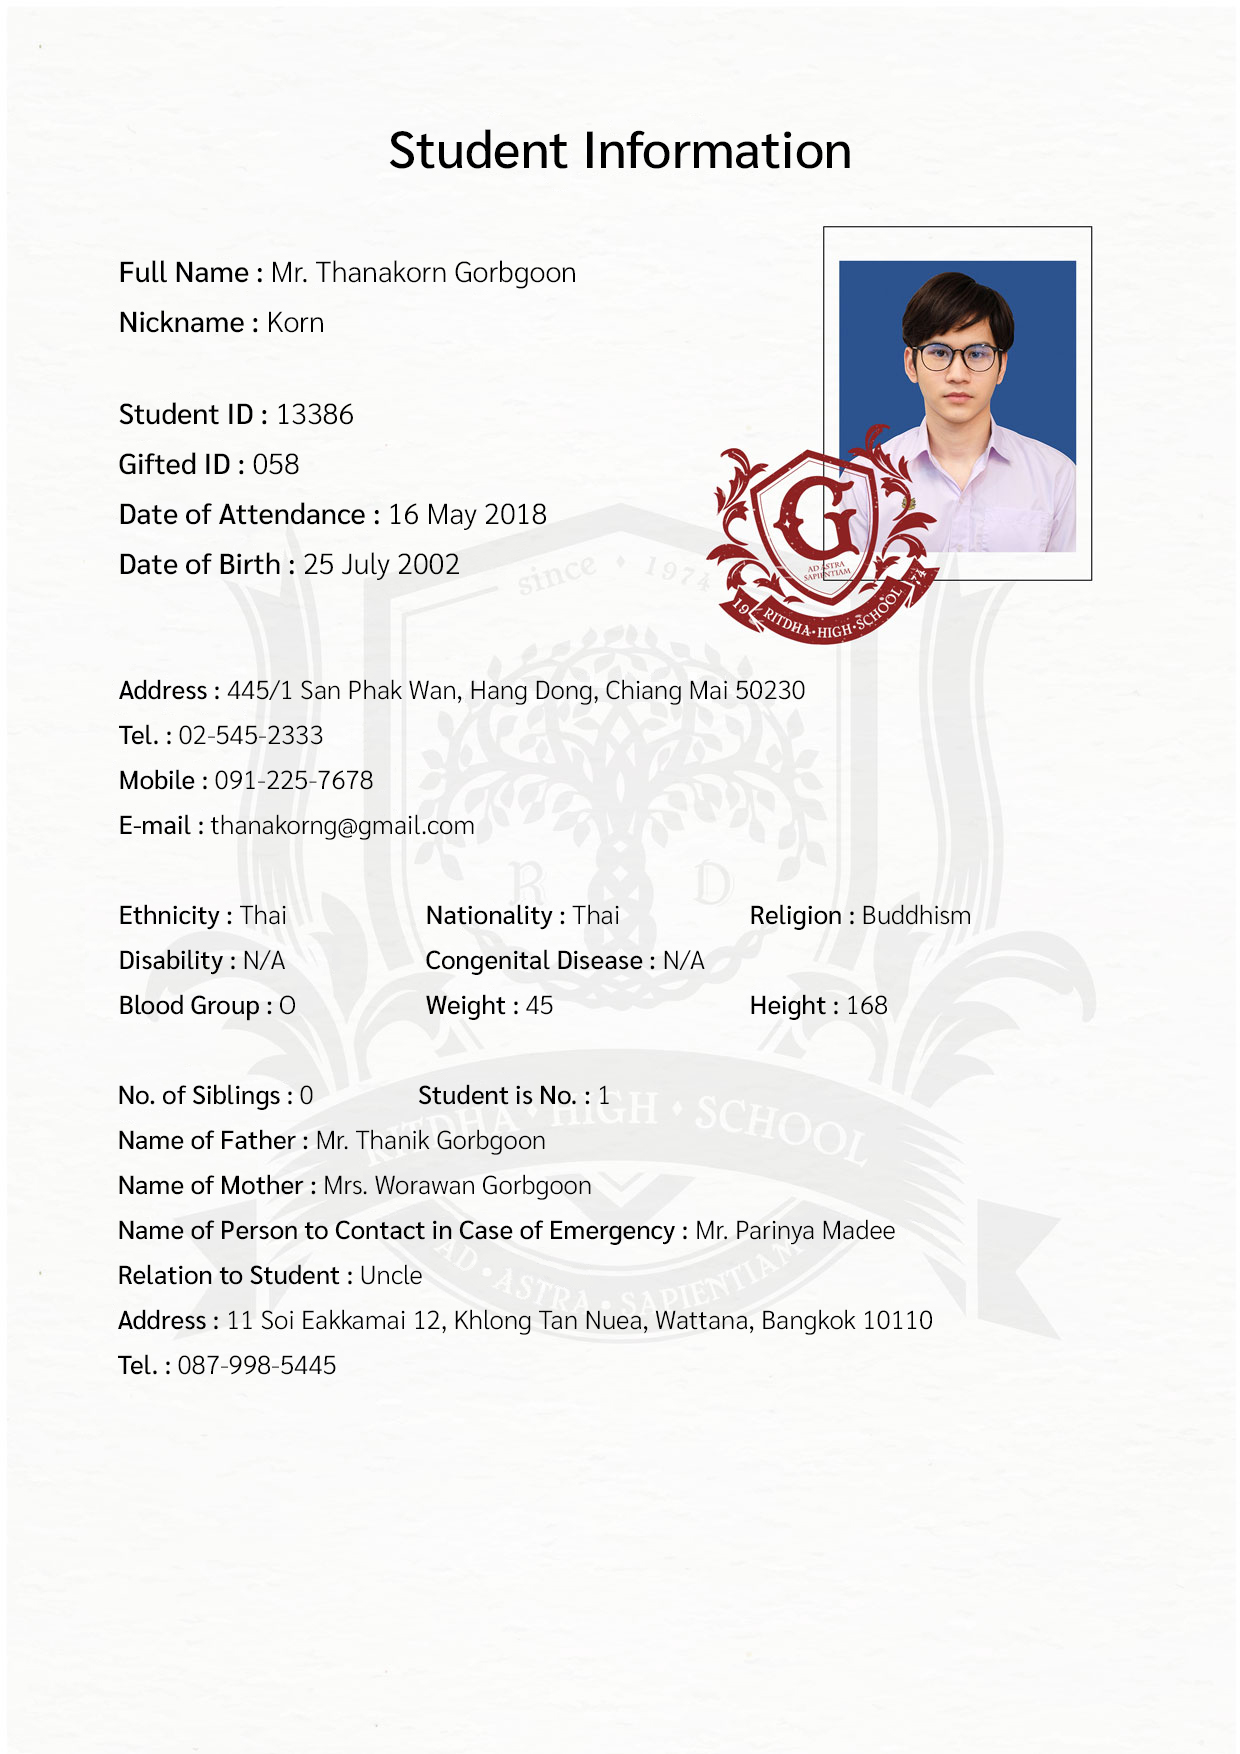 Student Information
Full Name : Mr. Thanakorn Gorbgoon
Nickname : Korn
Student ID : 13386
Gifted ID : 058
Date of Attendance : 16 May 2018
Date of Birth : 25 July 2002
G
AD ASTRA
SAPIENTIAM
RITDHA•HIGH•SCHOOL
since • 1974
Address : 445/1 San Phak Wan, Hang Dong, Chiang Mai 50230
Tel. : 02-545-2333
Mobile : 091-225-7678
E-mail : thanakorng@gmail.com
R D
Ethnicity : Thai Nationality : Thai Religion : Buddhism
Disability : N/A Congenital Disease : N/A
Blood Group : O Weight : 45 Height : 168
No. of Siblings : 0 Student is No. : 1
RITDHA • HIGH • SCHOOL
Name of Father : Mr. Thanik Gorbgoon
Name of Mother : Mrs. Worawan Gorbgoon
Name of Person to Contact in Case of Emergency : Mr. Parinya Madee
Relation to Student : Uncle
AD • ASTRA • SAPIENTIAM
Address : 11 Soi Eakkamai 12, Khlong Tan Nuea, Wattana, Bangkok 10110
Tel. : 087-998-5445